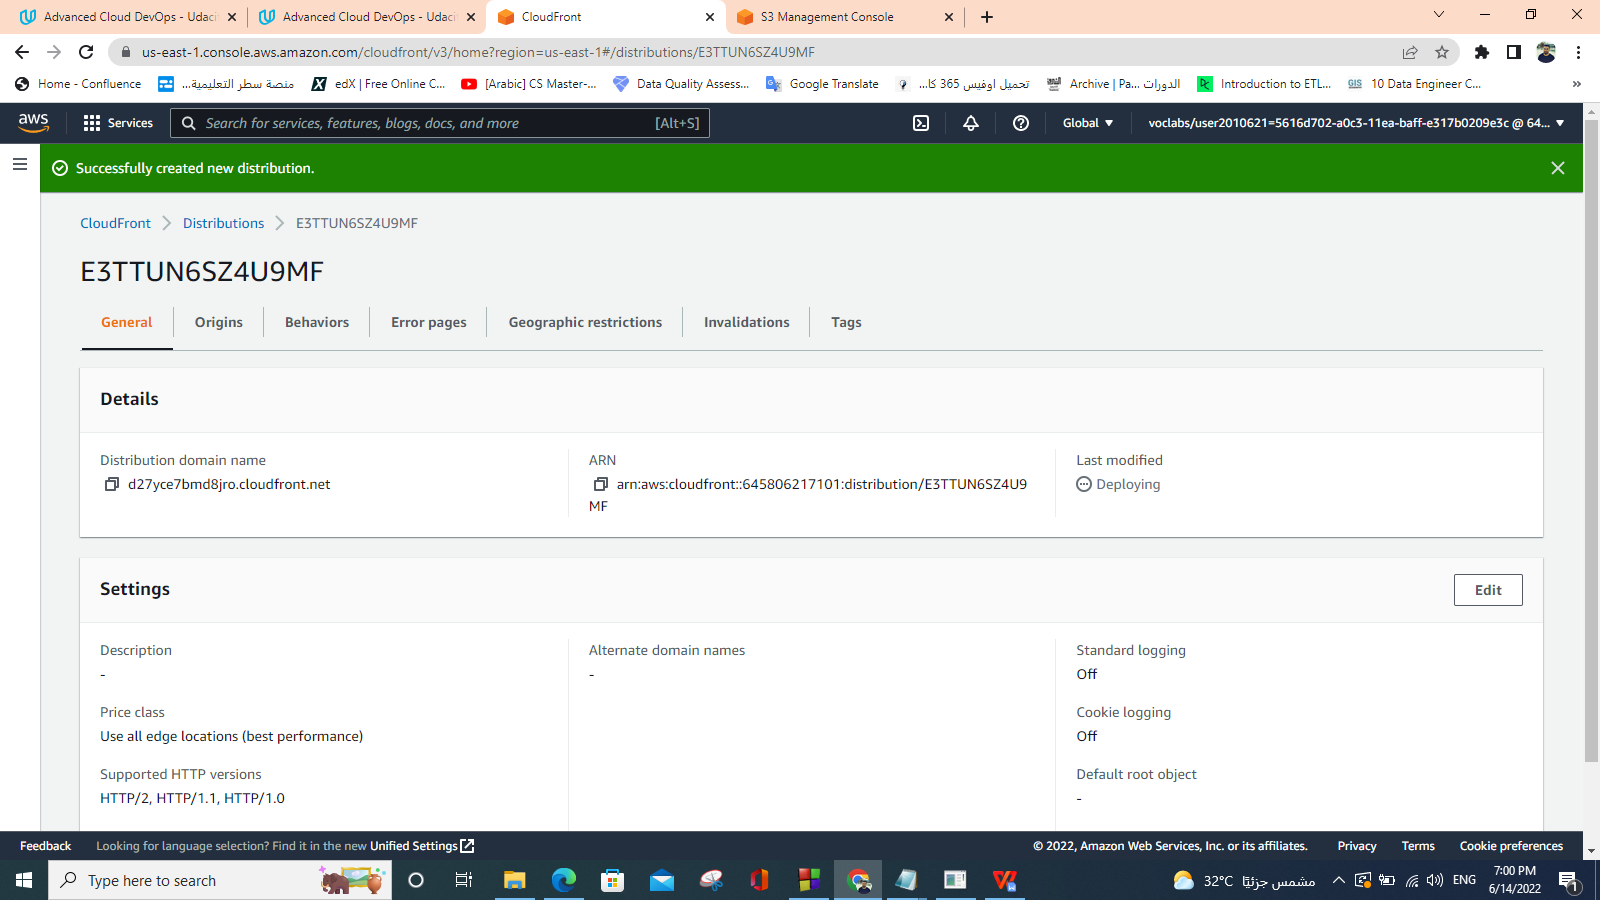 Advanced Cloud DevOps - Udaci
Advanced Cloud DevOps - Udaci
CloudFront
S3 Management Console
us-east-1.console.aws.amazon.com/cloudfront/v3/home?region=us-east-1#/distributions/E3TTUN6SZ4U9MF
Home - Confluence
منصة سطر التعليمية...
edX | Free Online C...
[Arabic] CS Master-...
Data Quality Assess...
Google Translate
تحميل اوفيس 365 كا...
Archive | Pa... الدورات
Introduction to ETL...
GIS 10 Data Engineer C...
aws
Services
Search for services, features, blogs, docs, and more [Alt+S]
Global
voclabs/user2010621=5616d702-a0c3-11ea-baff-e317b0209e3c @ 64...
Successfully created new distribution.
CloudFront
Distributions
E3TTUN6SZ4U9MF
E3TTUN6SZ4U9MF
General
Origins
Behaviors
Error pages
Geographic restrictions
Invalidations
Tags
Details
Distribution domain name
d27yce7bmd8jro.cloudfront.net
ARN
arn:aws:cloudfront::645806217101:distribution/E3TTUN6SZ4U9
MF
Last modified
Deploying
Settings
Edit
Description
-
Price class
Use all edge locations (best performance)
Supported HTTP versions
HTTP/2, HTTP/1.1, HTTP/1.0
Alternate domain names
-
Standard logging
Off
Cookie logging
Off
Default root object
-
Feedback
Looking for language selection? Find it in the new Unified Settings
© 2022, Amazon Web Services, Inc. or its affiliates.
Privacy
Terms
Cookie preferences
Type here to search
32°C مشمس جزئيًا
ENG
7:00 PM
6/14/2022
1